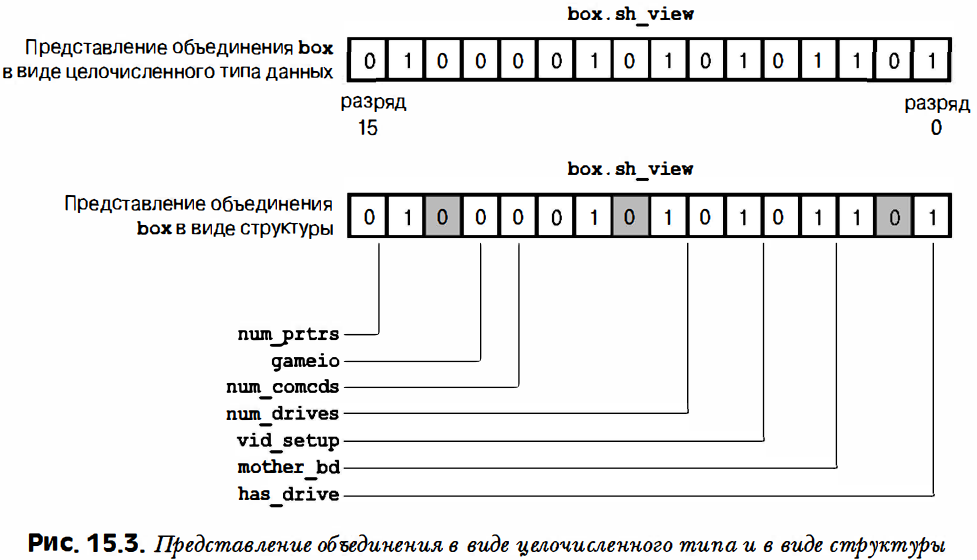 box.sh_view
Представление объединения box
в виде целочисленного типа данных
0 1 0 0 0 0 1 0 1 0 1 0 1 1 0 1
разряд разряд
15 0
box.sh_view
Представление объединения
box в виде структуры
0 1 0 0 0 0 1 0 1 0 1 0 1 1 0 1
num_prtrs
gameio
num_comcds
num_drives
vid_setup
mother_bd
has_drive
Рис. 15.3. Представление объединения в виде целочисленного типа и в виде структуры